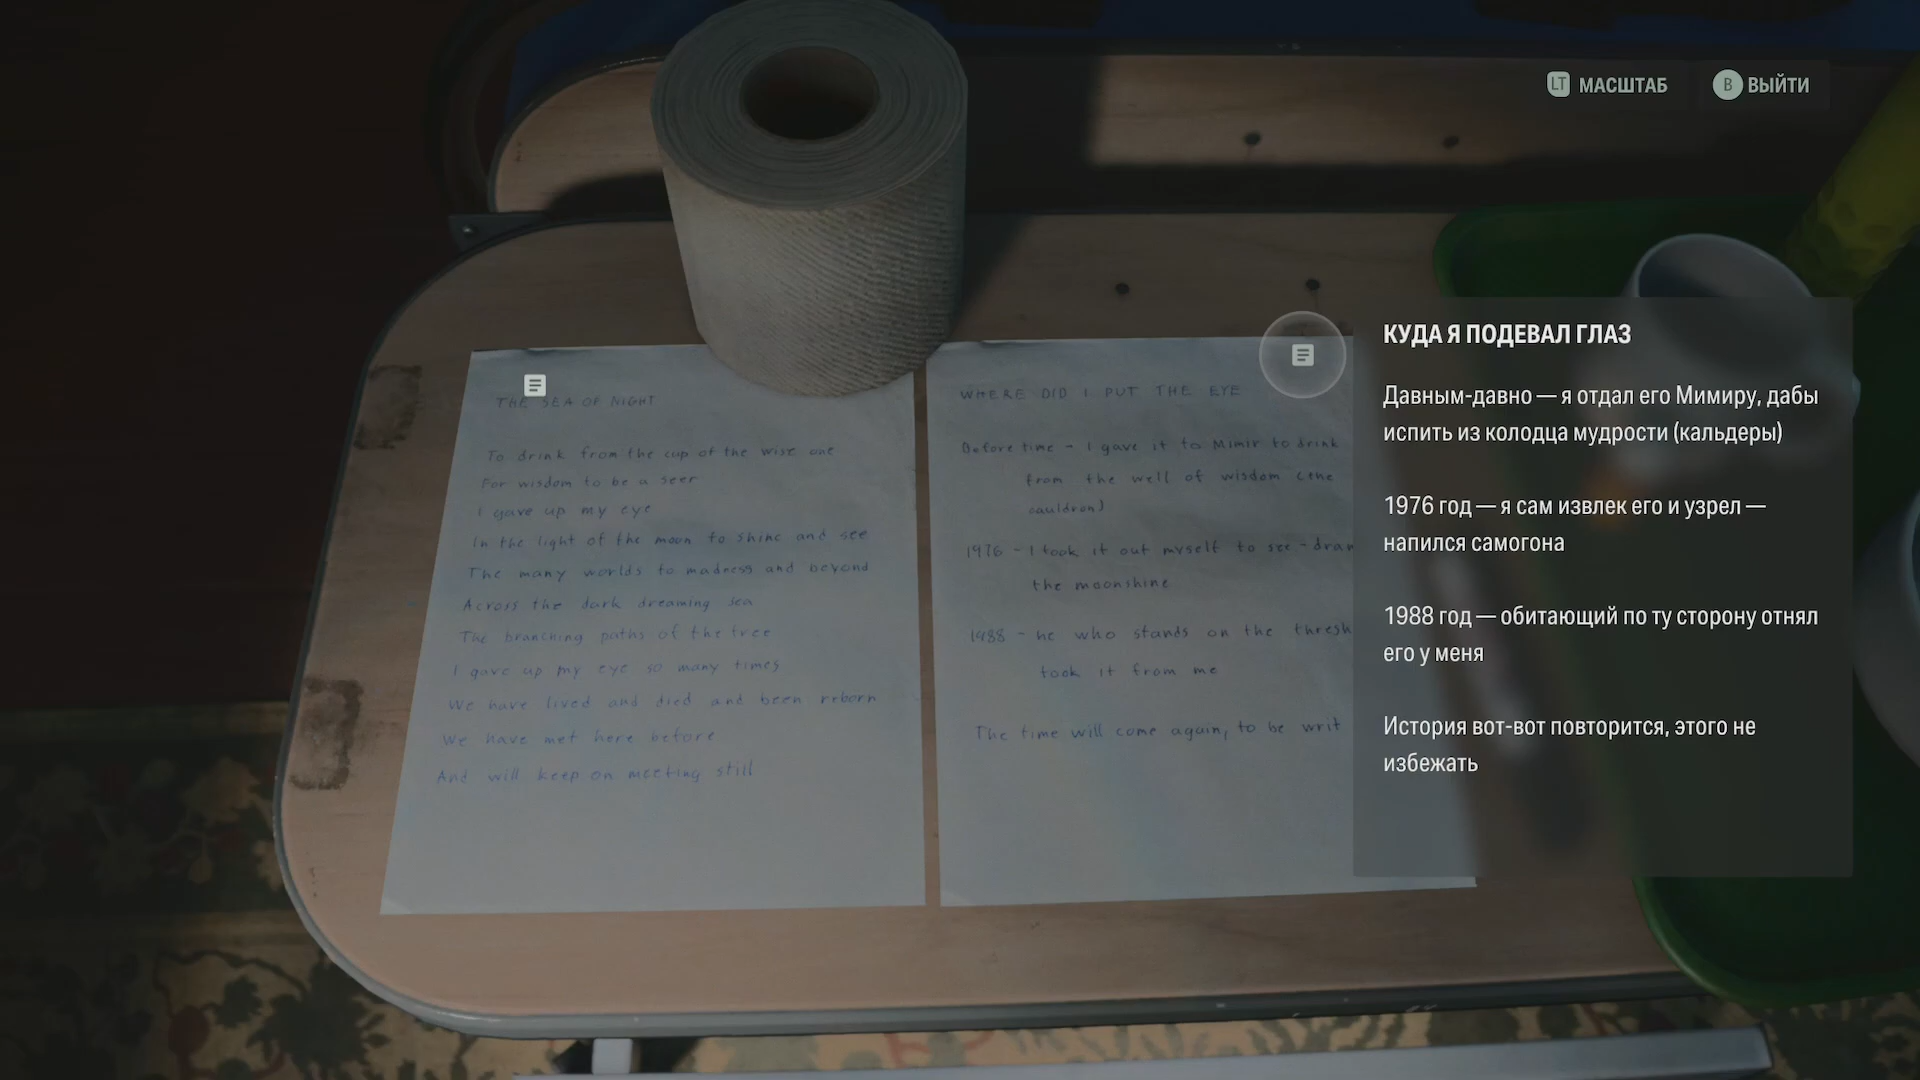 LT МАСШТАБ
B ВЫЙТИ
THE SEA OF NIGHT
To drink from the cup of the wise one
For wisdom to be a seer
I gave up my eye
In the light of the moon to shine and see
The many worlds to madness and beyond
Across the dark dreaming sea
The branching paths of the tree
I gave up my eye so many times
We have lived and died and been reborn
We have met here before
And will keep on meeting still
WHERE DID I PUT THE EYE
Before time - I gave it to Mimir to drink
from the well of wisdom (the
cauldron)
1976 - I took it out myself to see - dran
the moonshine
1988 - he who stands on the thresh
took it from me
The time will come again, to be writ
КУДА Я ПОДЕВАЛ ГЛАЗ
Давным-давно — я отдал его Мимиру, дабы
испить из колодца мудрости (кальдеры)
1976 год — я сам извлек его и узрел —
напился самогона
1988 год — обитающий по ту сторону отнял
его у меня
История вот-вот повторится, этого не
избежать